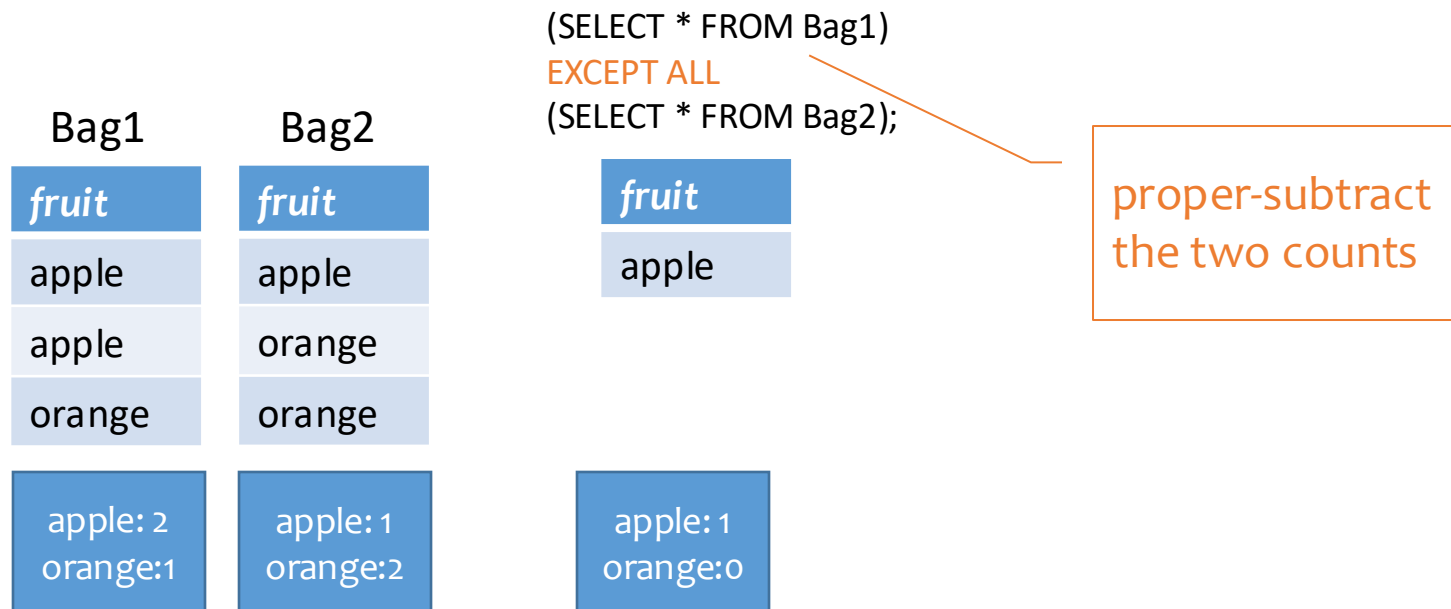 (SELECT * FROM Bag1)
EXCEPT ALL
(SELECT * FROM Bag2);
Bag1
fruit
apple
apple
orange
apple: 2
orange:1
Bag2
fruit
apple
orange
orange
apple:1
orange:2
fruit
apple
apple:1
orange:0
proper-subtract
the two counts